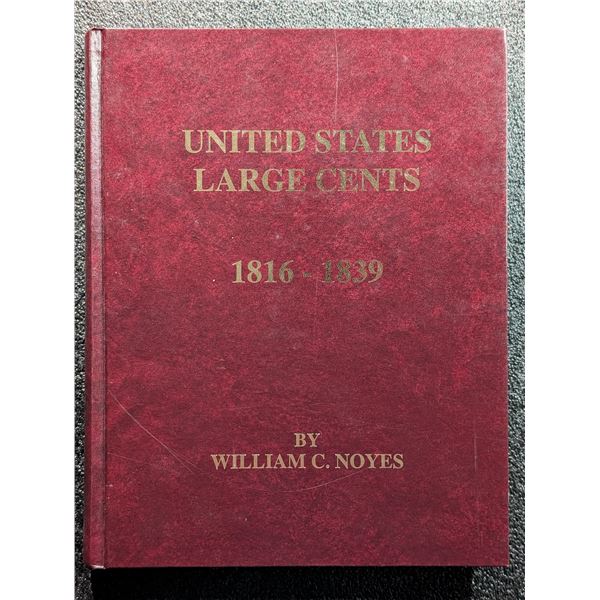 UNITED STATES
LARGE CENTS
1816 - 1839
BY
WILLIAM C. NOYES